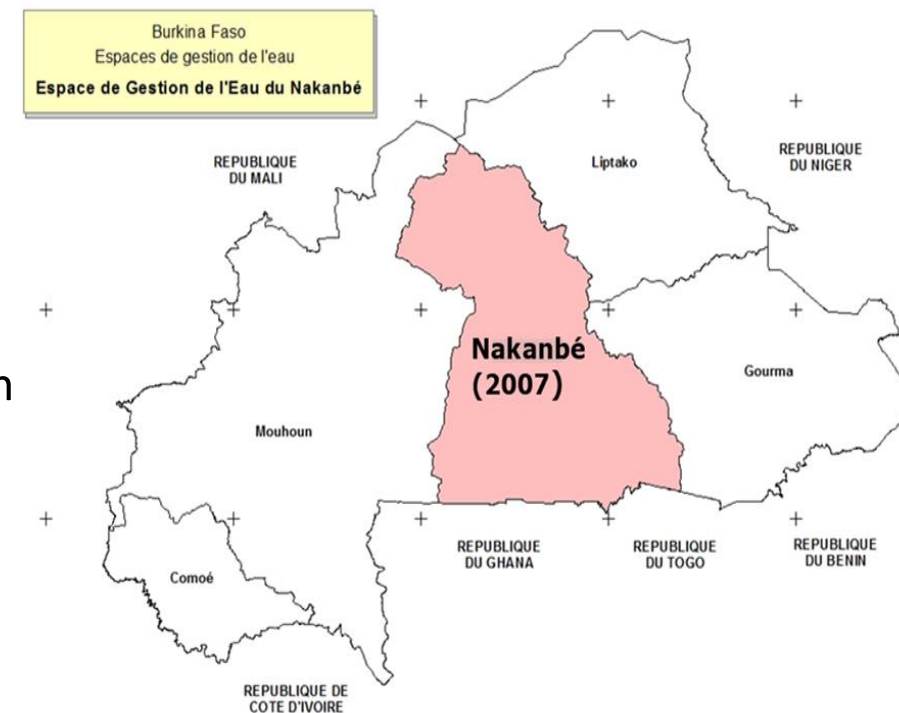 Burkina Faso
Espaces de gestion de l'eau
Espace de Gestion de l'Eau du Nakanbé
REPUBLIQUE
DU MALI
Liptako
REPUBLIQUE
DU NIGER
n
Nakanbé
(2007)
Gourma
Mouhoun
REPUBLIQUE
DU GHANA
REPUBLIQUE
DU TOGO
REPUBLIQUE
DU BENIN
Comoé
REPUBLIQUE DE
COTE D'IVOIRE